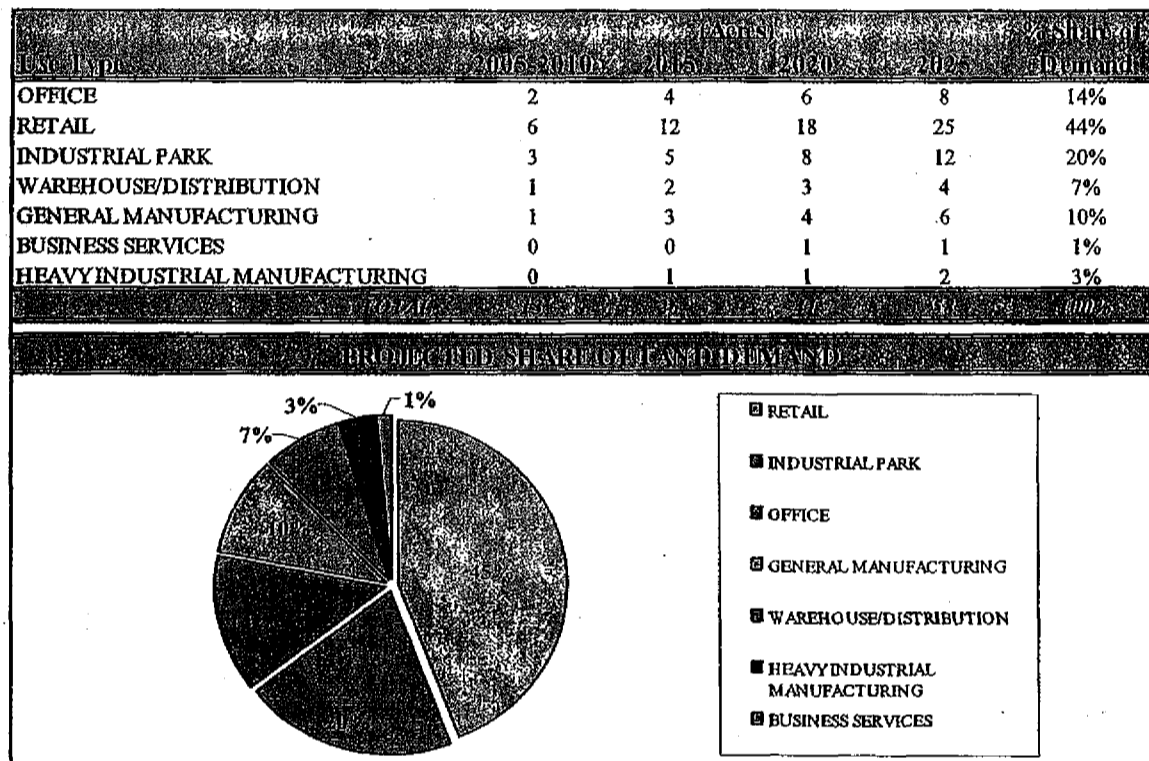 (Acres) % Share of
Use Type 2006-2010 2015 2020 2025 Demand
OFFICE 2 4 6 8 14%
RETAIL 6 12 18 25 44%
INDUSTRIAL PARK 3 5 8 12 20%
WAREHOUSE/DISTRIBUTION 1 2 3 4 7%
GENERAL MANUFACTURING 1 3 4 6 10%
BUSINESS SERVICES 0 0 1 1 1%
HEAVY INDUSTRIAL MANUFACTURING 0 1 1 2 3%
TOTAL
PROJECTED SHARE OF LAND DEMAND
3% 1%
7%
RETAIL
INDUSTRIAL PARK
OFFICE
GENERAL MANUFACTURING
WAREHOUSE/DISTRIBUTION
HEAVY INDUSTRIAL
MANUFACTURING
BUSINESS SERVICES